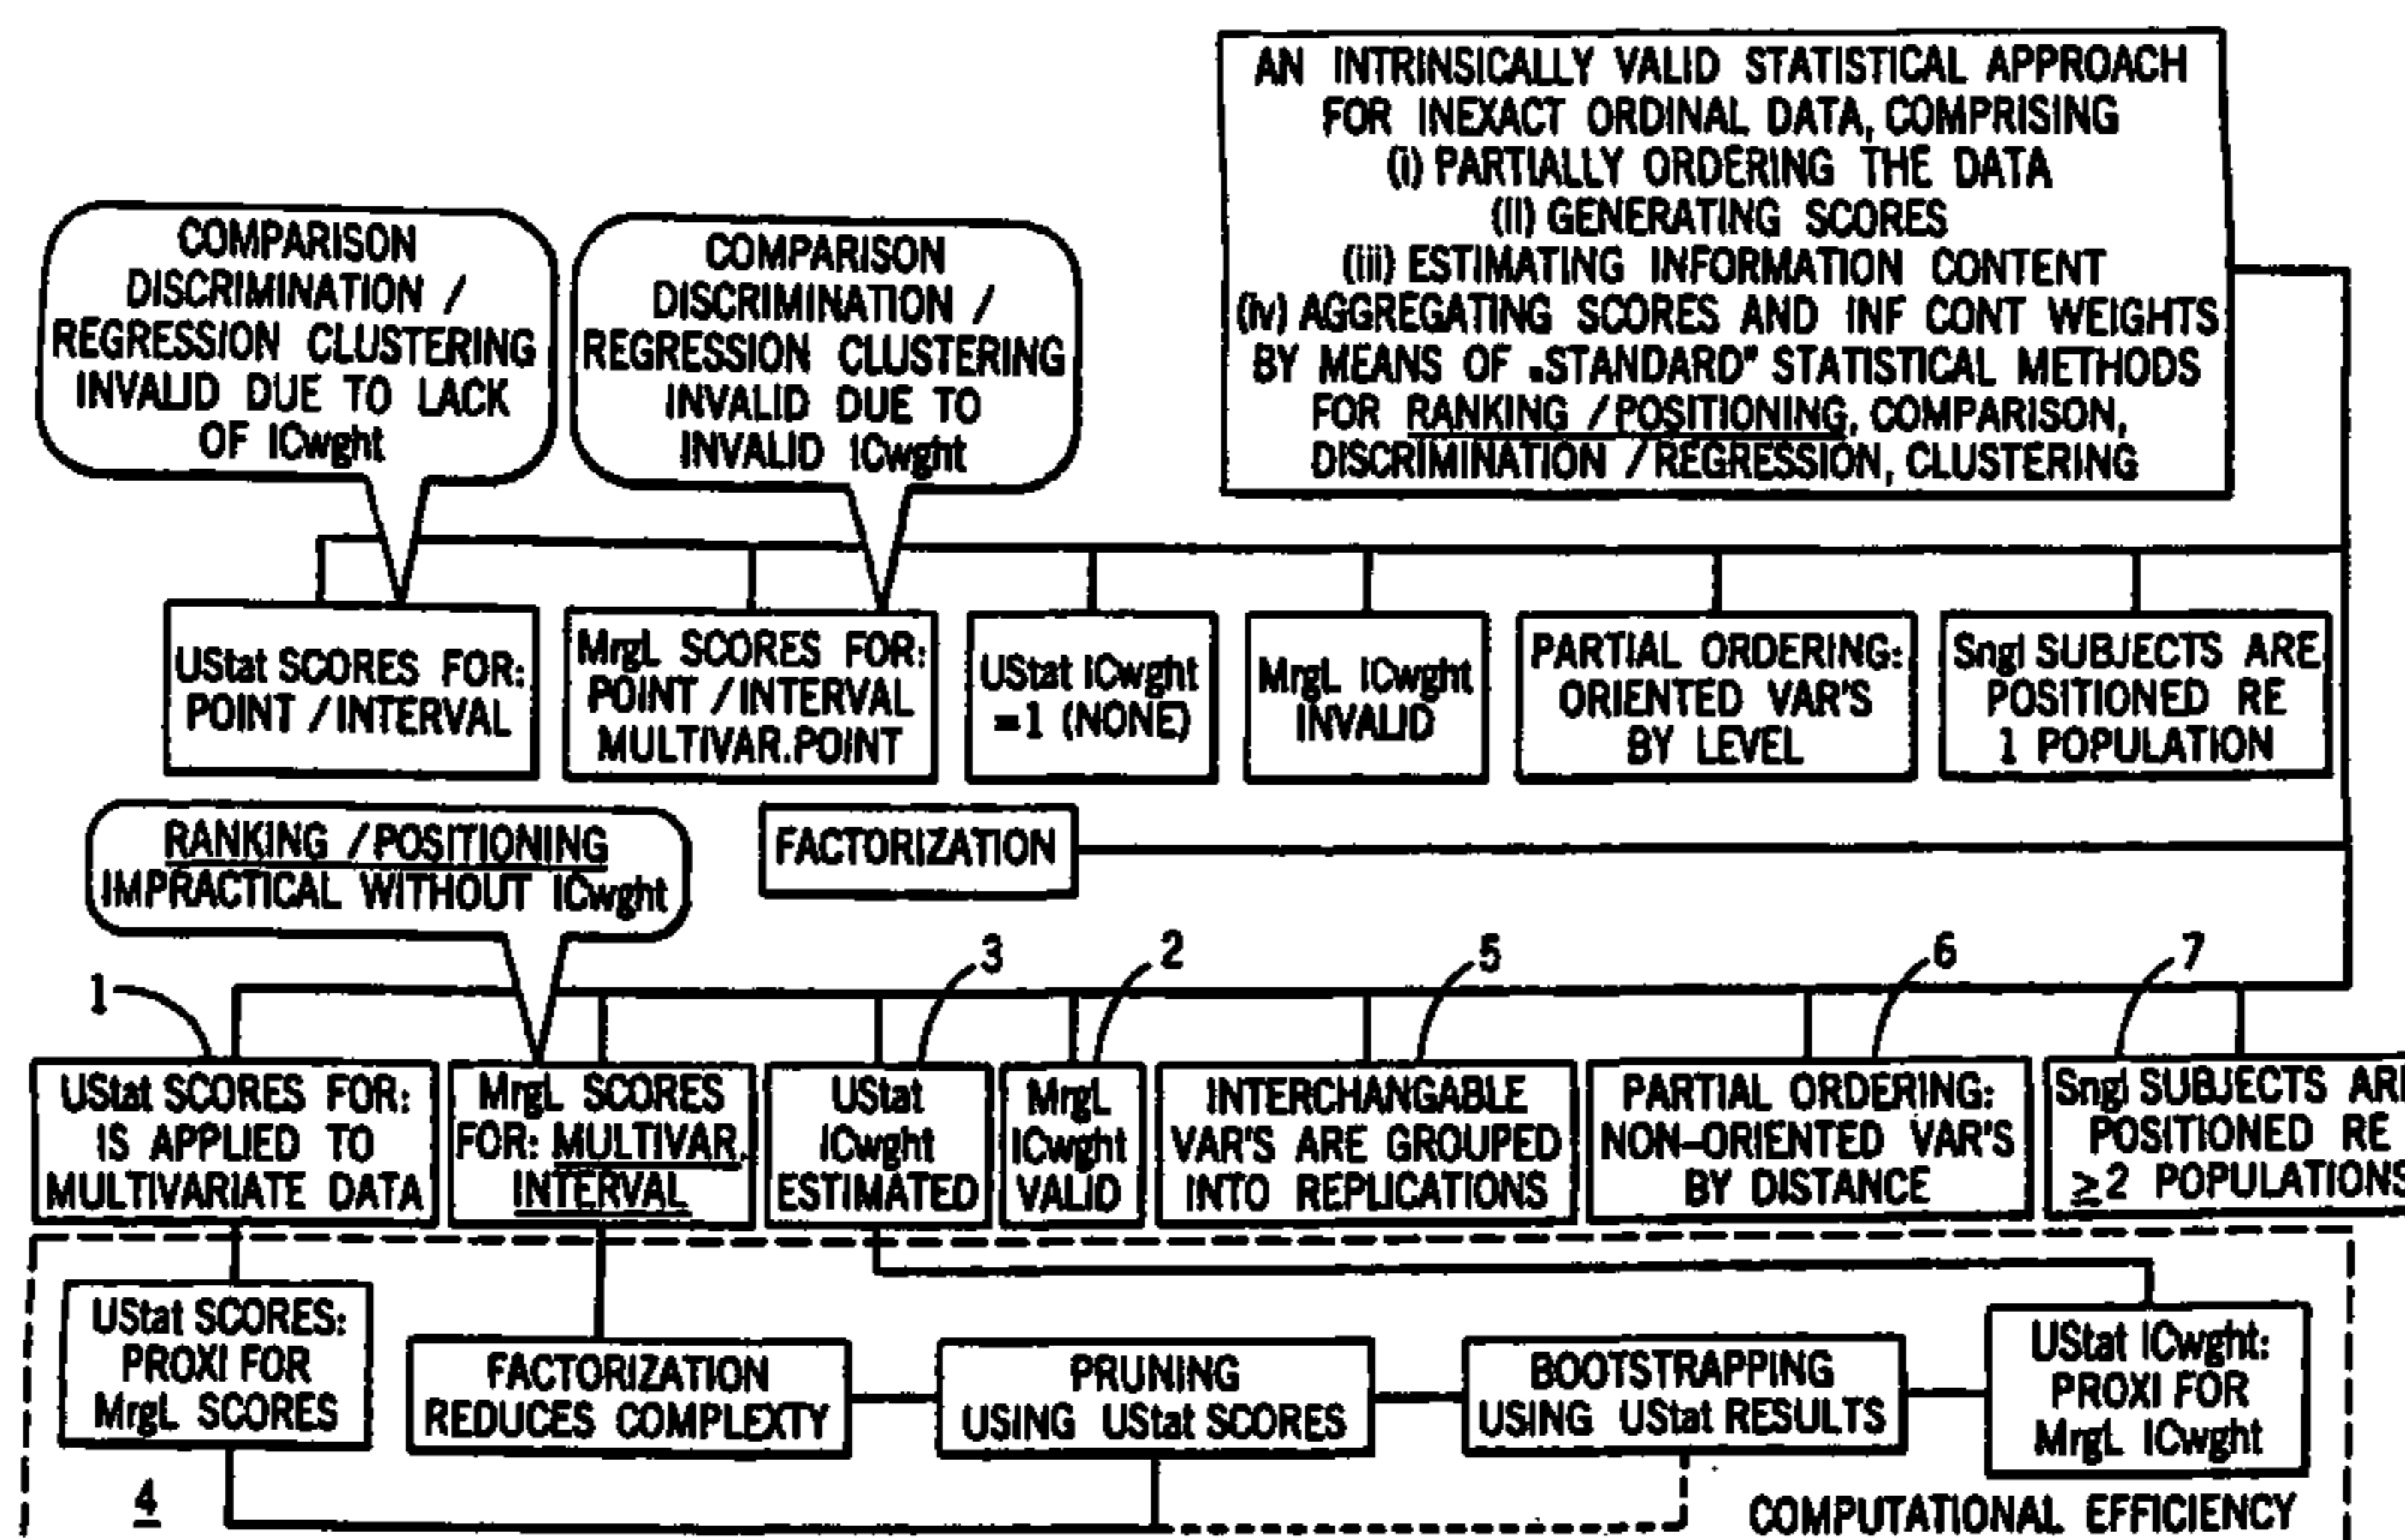 AN INTRINSICALLY VALID STATISTICAL APPROACH
FOR INEXACT ORDINAL DATA, COMPRISING
(i) PARTIALLY ORDERING THE DATA
(ii) GENERATING SCORES
(iii) ESTIMATING INFORMATION CONTENT
(iv) AGGREGATING SCORES AND INF CONT WEIGHTS
BY MEANS OF „STANDARD" STATISTICAL METHODS
FOR RANKING / POSITIONING, COMPARISON,
DISCRIMINATION / REGRESSION, CLUSTERING
COMPARISON
DISCRIMINATION /
REGRESSION CLUSTERING
INVALID DUE TO LACK
OF ICwght
COMPARISON
DISCRIMINATION /
REGRESSION CLUSTERING
INVALID DUE TO
INVALID ICwght
UStat SCORES FOR:
POINT / INTERVAL
MrgL SCORES FOR:
POINT / INTERVAL
MULTIVAR.POINT
UStat ICwght
=1 (NONE)
MrgL ICwght
INVALID
PARTIAL ORDERING:
ORIENTED VAR'S
BY LEVEL
Sngl SUBJECTS ARE
POSITIONED RE
1 POPULATION
RANKING / POSITIONING
IMPRACTICAL WITHOUT ICwght
FACTORIZATION
1
3
2
5
6
7
UStat SCORES FOR:
IS APPLIED TO
MULTIVARIATE DATA
MrgL SCORES
FOR: MULTIVAR.
INTERVAL
UStat
ICwght
ESTIMATED
MrgL
ICwght
VALID
INTERCHANGABLE
VAR'S ARE GROUPED
INTO REPLICATIONS
PARTIAL ORDERING:
NON-ORIENTED VAR'S
BY DISTANCE
Sngl SUBJECTS ARE
POSITIONED RE
≥2 POPULATIONS
UStat SCORES:
PROXI FOR
MrgL SCORES
FACTORIZATION
REDUCES COMPLEXTY
PRUNING
USING UStat SCORES
BOOTSTRAPPING
USING UStat RESULTS
UStat ICwght:
PROXI FOR
MrgL ICwght
4
COMPUTATIONAL EFFICIENCY